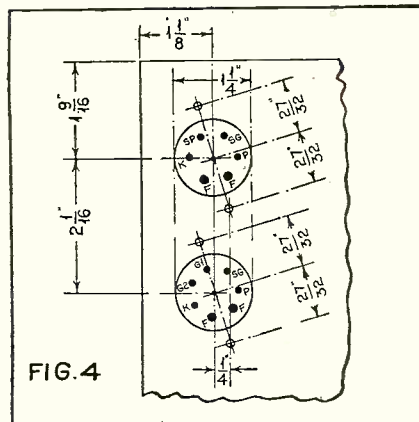 1 1/8"
1 9/16"
1 1/4"
27/32"
SP SG
K P
F F
27/32"
2 1/16"
27/32"
G1 SG
G2 P
K F
F
27/32"
1/4"
FIG.4